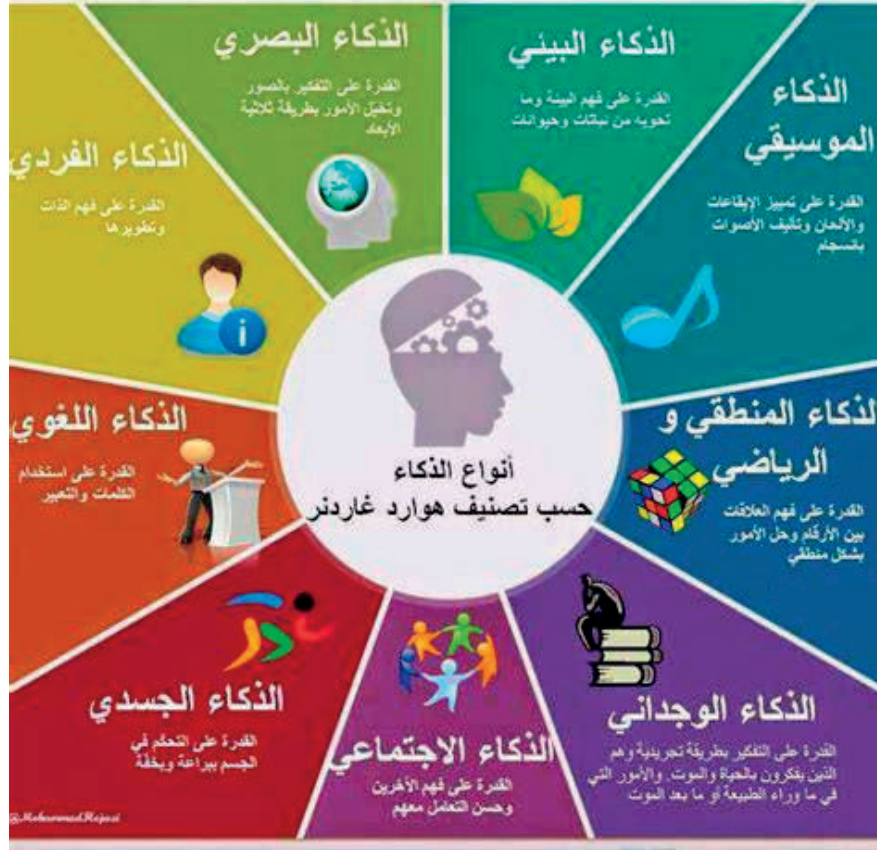 أنواع الذكاء
حسب تصنيف هوارد غاردنر
الذكاء البيئي
القدرة على فهم البيئة وما
تحويه من نباتات وحيوانات
الذكاء
الموسيقي
القدرة على تمييز الإيقاعات
والألحان وتأليف الأصوات
بانسجام
لذكاء المنطقي و
الرياضي
القدرة على فهم العلاقات
بين الأرقام وحل الأمور
بشكل منطقي
الذكاء الوجداني
القدرة على التفكير بطريقة تجريدية وهم
الذين يفكرون بالحياة والموت. والأمور التي
في ما وراء الطبيعة أو ما بعد الموت
الذكاء الاجتماعي
القدرة على فهم الأخرين
وحسن التعامل معهم
الذكاء الجسدي
القدرة على التحكم في
الجسم ببراعة وبخفة
الذكاء اللغوي
القدرة على استخدام
الكلمات والتعبير
الذكاء الفردي
القدرة على فهم الذات
وتطويرها
الذكاء البصري
القدرة على التفكير بالصور
وتخيل الأمور بطريقة ثلاثية
الأبعاد
@MohammadHejazi